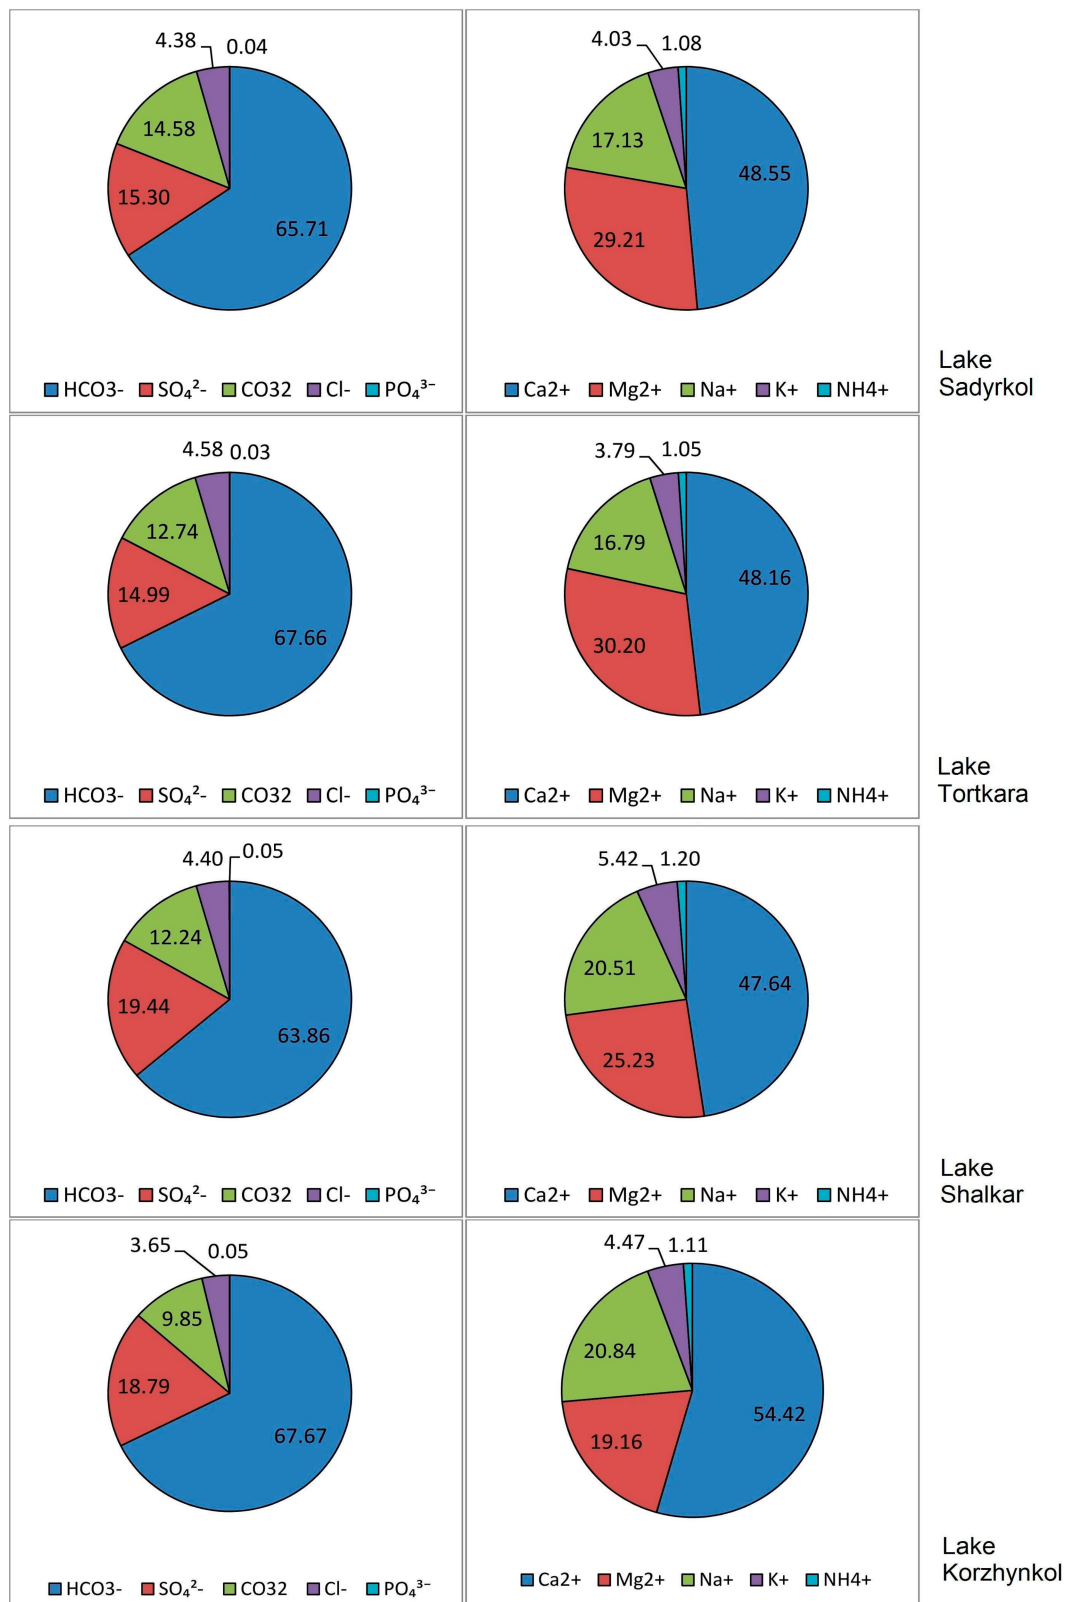 4.38 0.04
14.58
15.30
65.71
HCO3- SO₄²- CO32 Cl- PO₄³⁻
4.03 1.08
17.13
48.55
29.21
Ca2+ Mg2+ Na+ K+ NH4+
Lake
Sadyrkol
4.58 0.03
12.74
14.99
67.66
HCO3- SO₄²- CO32 Cl- PO₄³⁻
3.79 1.05
16.79
48.16
30.20
Ca2+ Mg2+ Na+ K+ NH4+
Lake
Tortkara
4.40 0.05
12.24
19.44
63.86
HCO3- SO₄²- CO32 Cl- PO₄³⁻
5.42 1.20
20.51
47.64
25.23
Ca2+ Mg2+ Na+ K+ NH4+
Lake
Shalkar
3.65 0.05
9.85
18.79
67.67
HCO3- SO₄²- CO32 Cl- PO₄³⁻
4.47 1.11
20.84
54.42
19.16
Ca2+ Mg2+ Na+ K+ NH4+
Lake
Korzhynkol